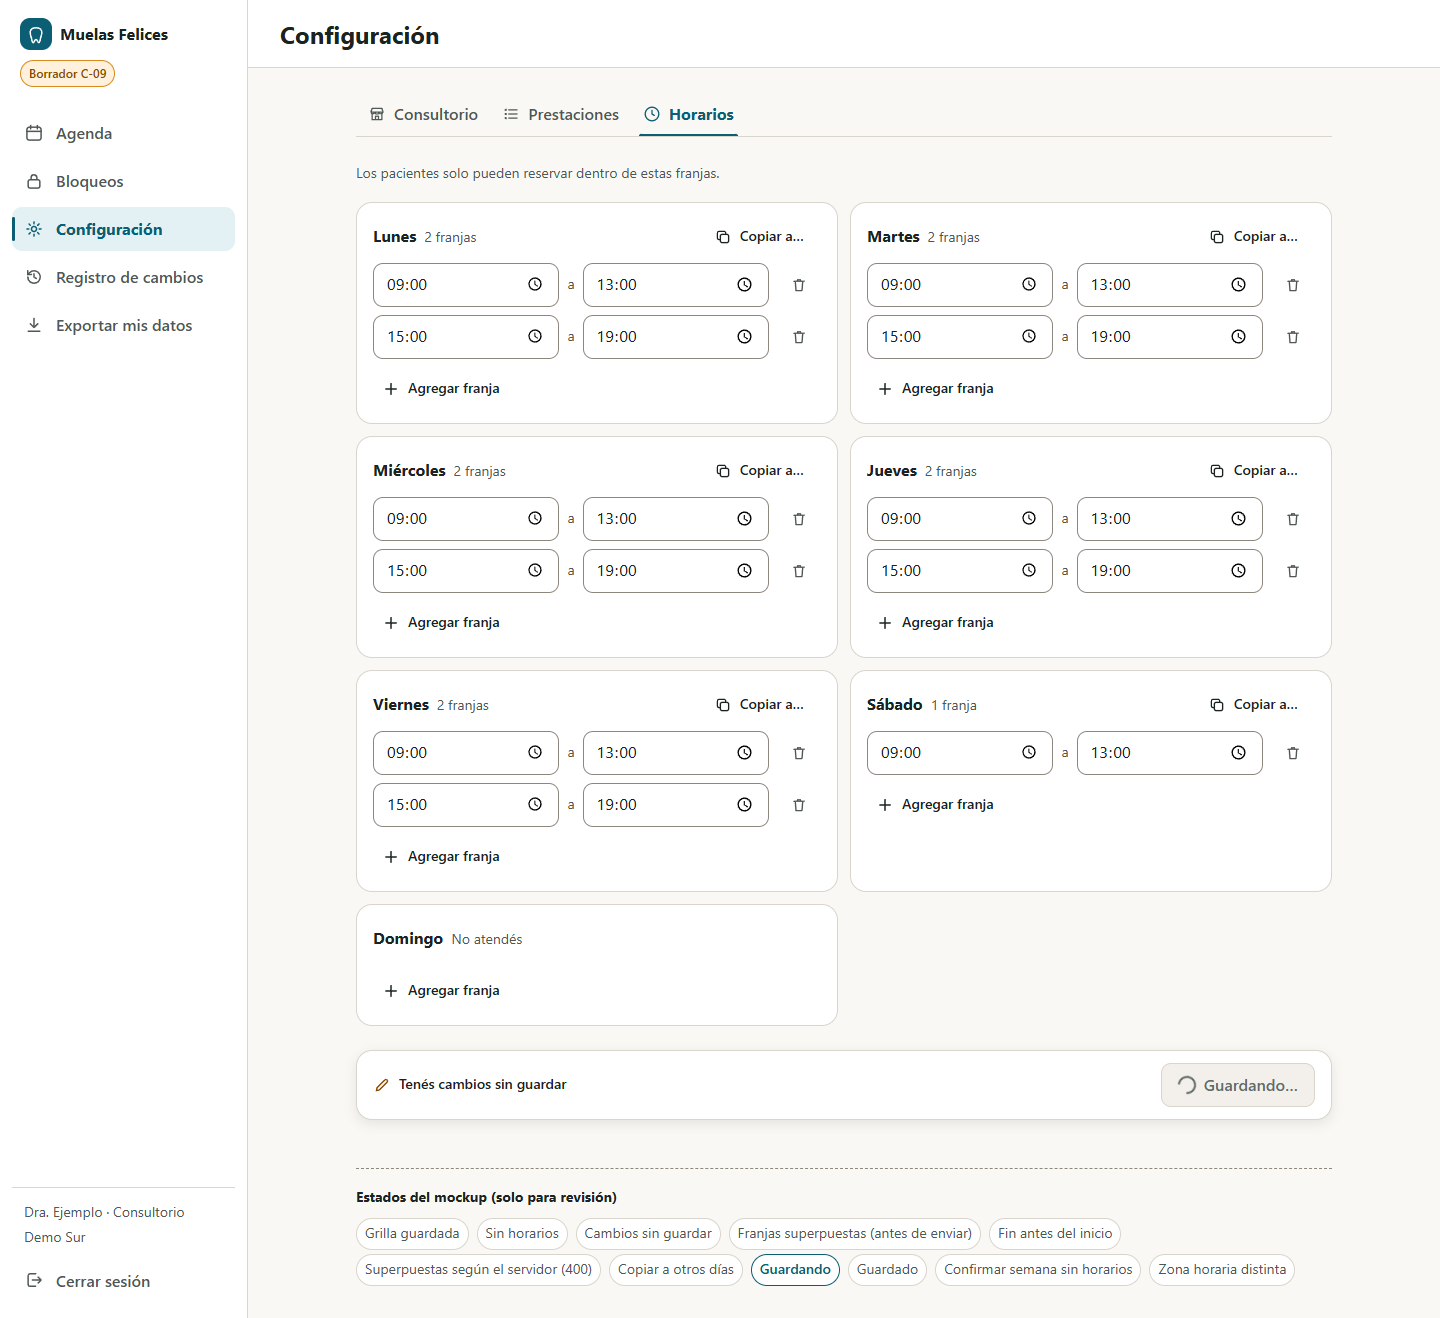 Muelas Felices
Borrador C-09
Agenda
Bloqueos
Configuración
Registro de cambios
Exportar mis datos
Dra. Ejemplo · Consultorio
Demo Sur
Cerrar sesión
Configuración
Consultorio Prestaciones Horarios
Los pacientes solo pueden reservar dentro de estas franjas.
Lunes 2 franjas Copiar a...
09:00 a 13:00
15:00 a 19:00
Agregar franja
Martes 2 franjas Copiar a...
09:00 a 13:00
15:00 a 19:00
Agregar franja
Miércoles 2 franjas Copiar a...
09:00 a 13:00
15:00 a 19:00
Agregar franja
Jueves 2 franjas Copiar a...
09:00 a 13:00
15:00 a 19:00
Agregar franja
Viernes 2 franjas Copiar a...
09:00 a 13:00
15:00 a 19:00
Agregar franja
Sábado 1 franja Copiar a...
09:00 a 13:00
Agregar franja
Domingo No atendés
Agregar franja
Tenés cambios sin guardar Guardando...
Estados del mockup (solo para revisión)
Grilla guardada Sin horarios Cambios sin guardar Franjas superpuestas (antes de enviar) Fin antes del inicio
Superpuestas según el servidor (400) Copiar a otros días Guardando Guardado Confirmar semana sin horarios Zona horaria distinta